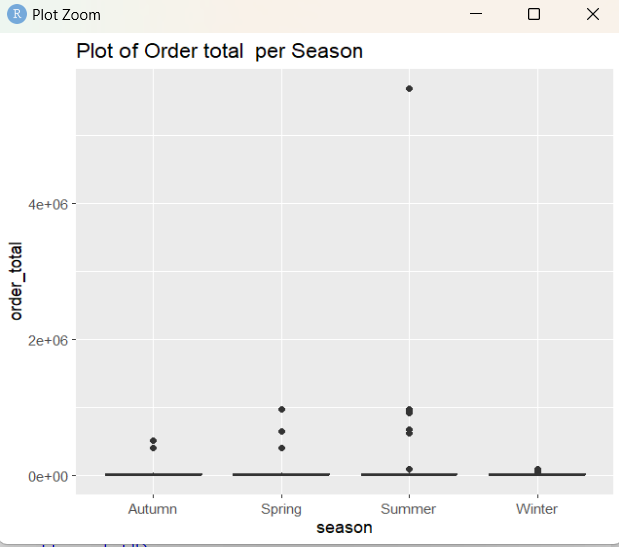 R Plot Zoom
Plot of Order total  per Season
order_total
4e+06
2e+06
0e+00
Autumn Spring Summer Winter
season